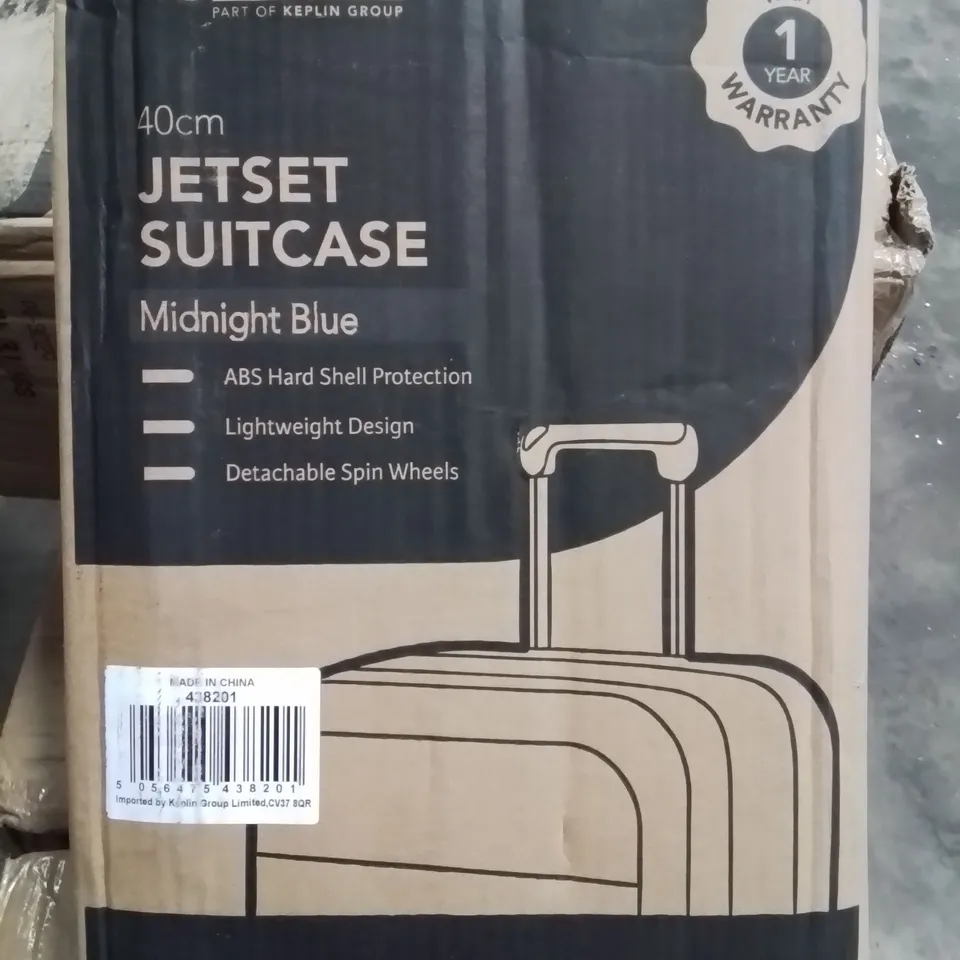 PART OF KEPLIN GROUP
1
YEAR
WARRANTY
40cm
JETSET
SUITCASE
Midnight Blue
ABS Hard Shell Protection
Lightweight Design
Detachable Spin Wheels
MADE IN CHINA
438201
5 056475 438201
Imported by Keplin Group Limited,CV37 8QR